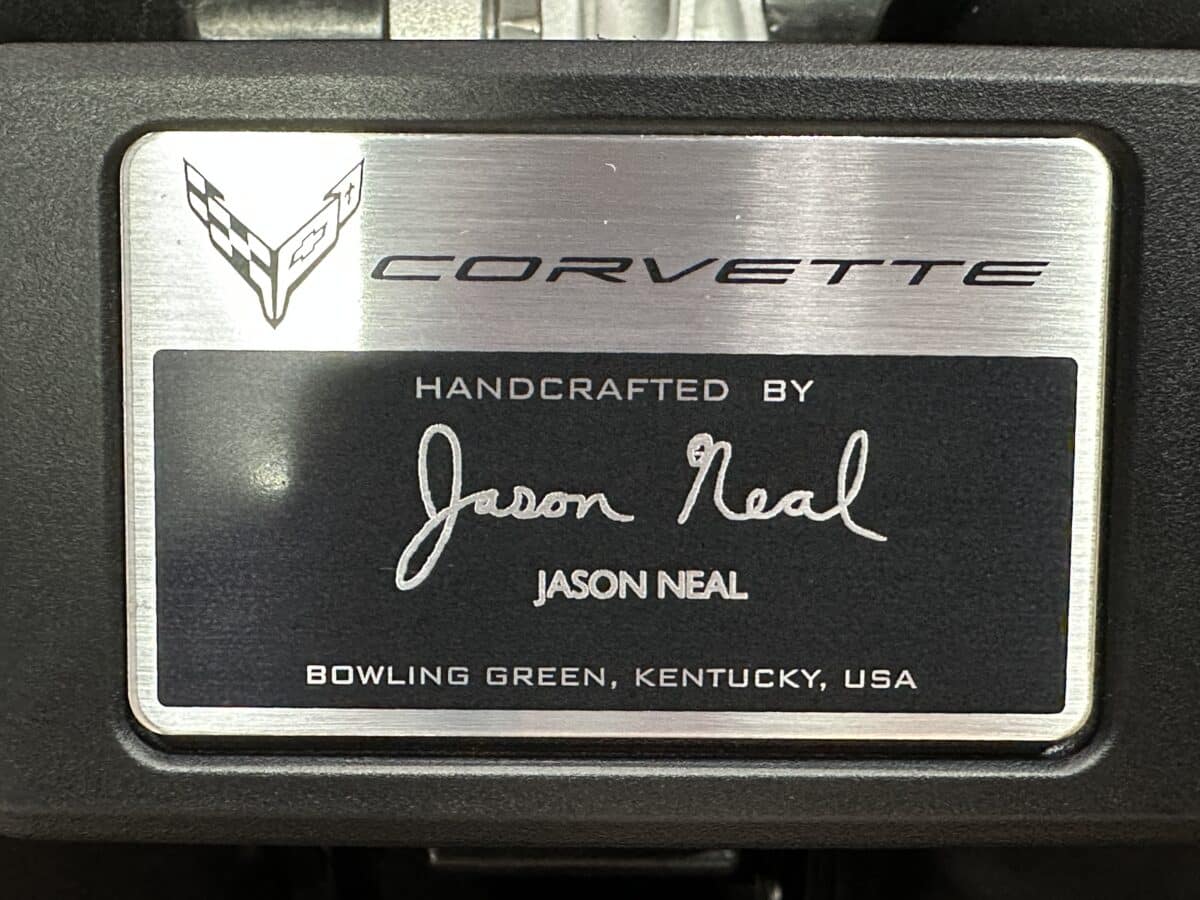 CORVETTE
HANDCRAFTED BY
Jason Neal
JASON NEAL
BOWLING GREEN, KENTUCKY, USA